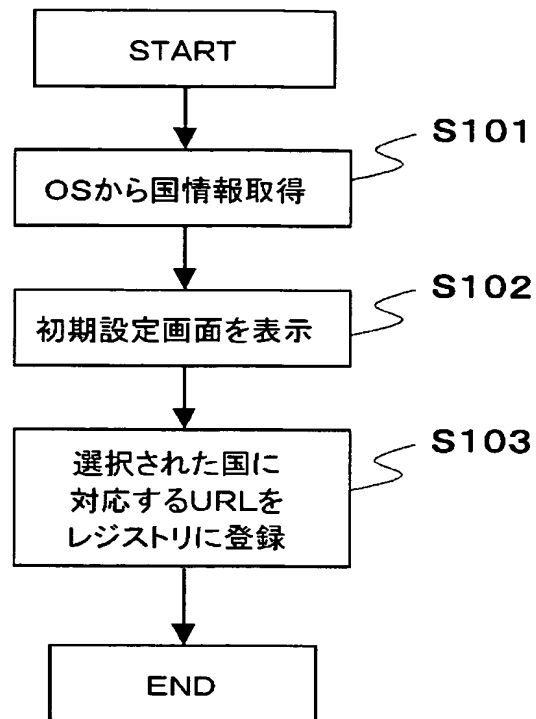 START
S101
OSから国情報取得
S102
初期設定画面を表示
S103
選択された国に
対応するURLを
レジストリに登録
END